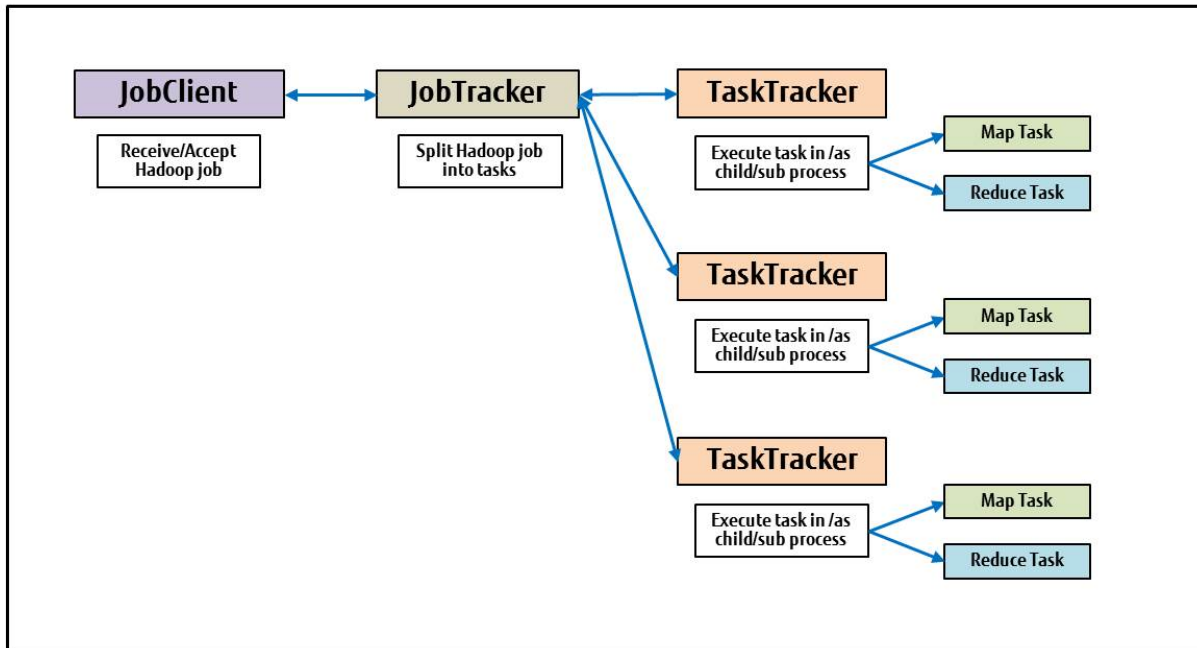 JobClient
JobTracker
TaskTracker
Receive/Accept
Hadoop job
Split Hadoop job
into tasks
Execute task in /as
child/sub process
Map Task
Reduce Task
TaskTracker
Execute task in /as
child/sub process
Map Task
Reduce Task
TaskTracker
Execute task in /as
child/sub process
Map Task
Reduce Task